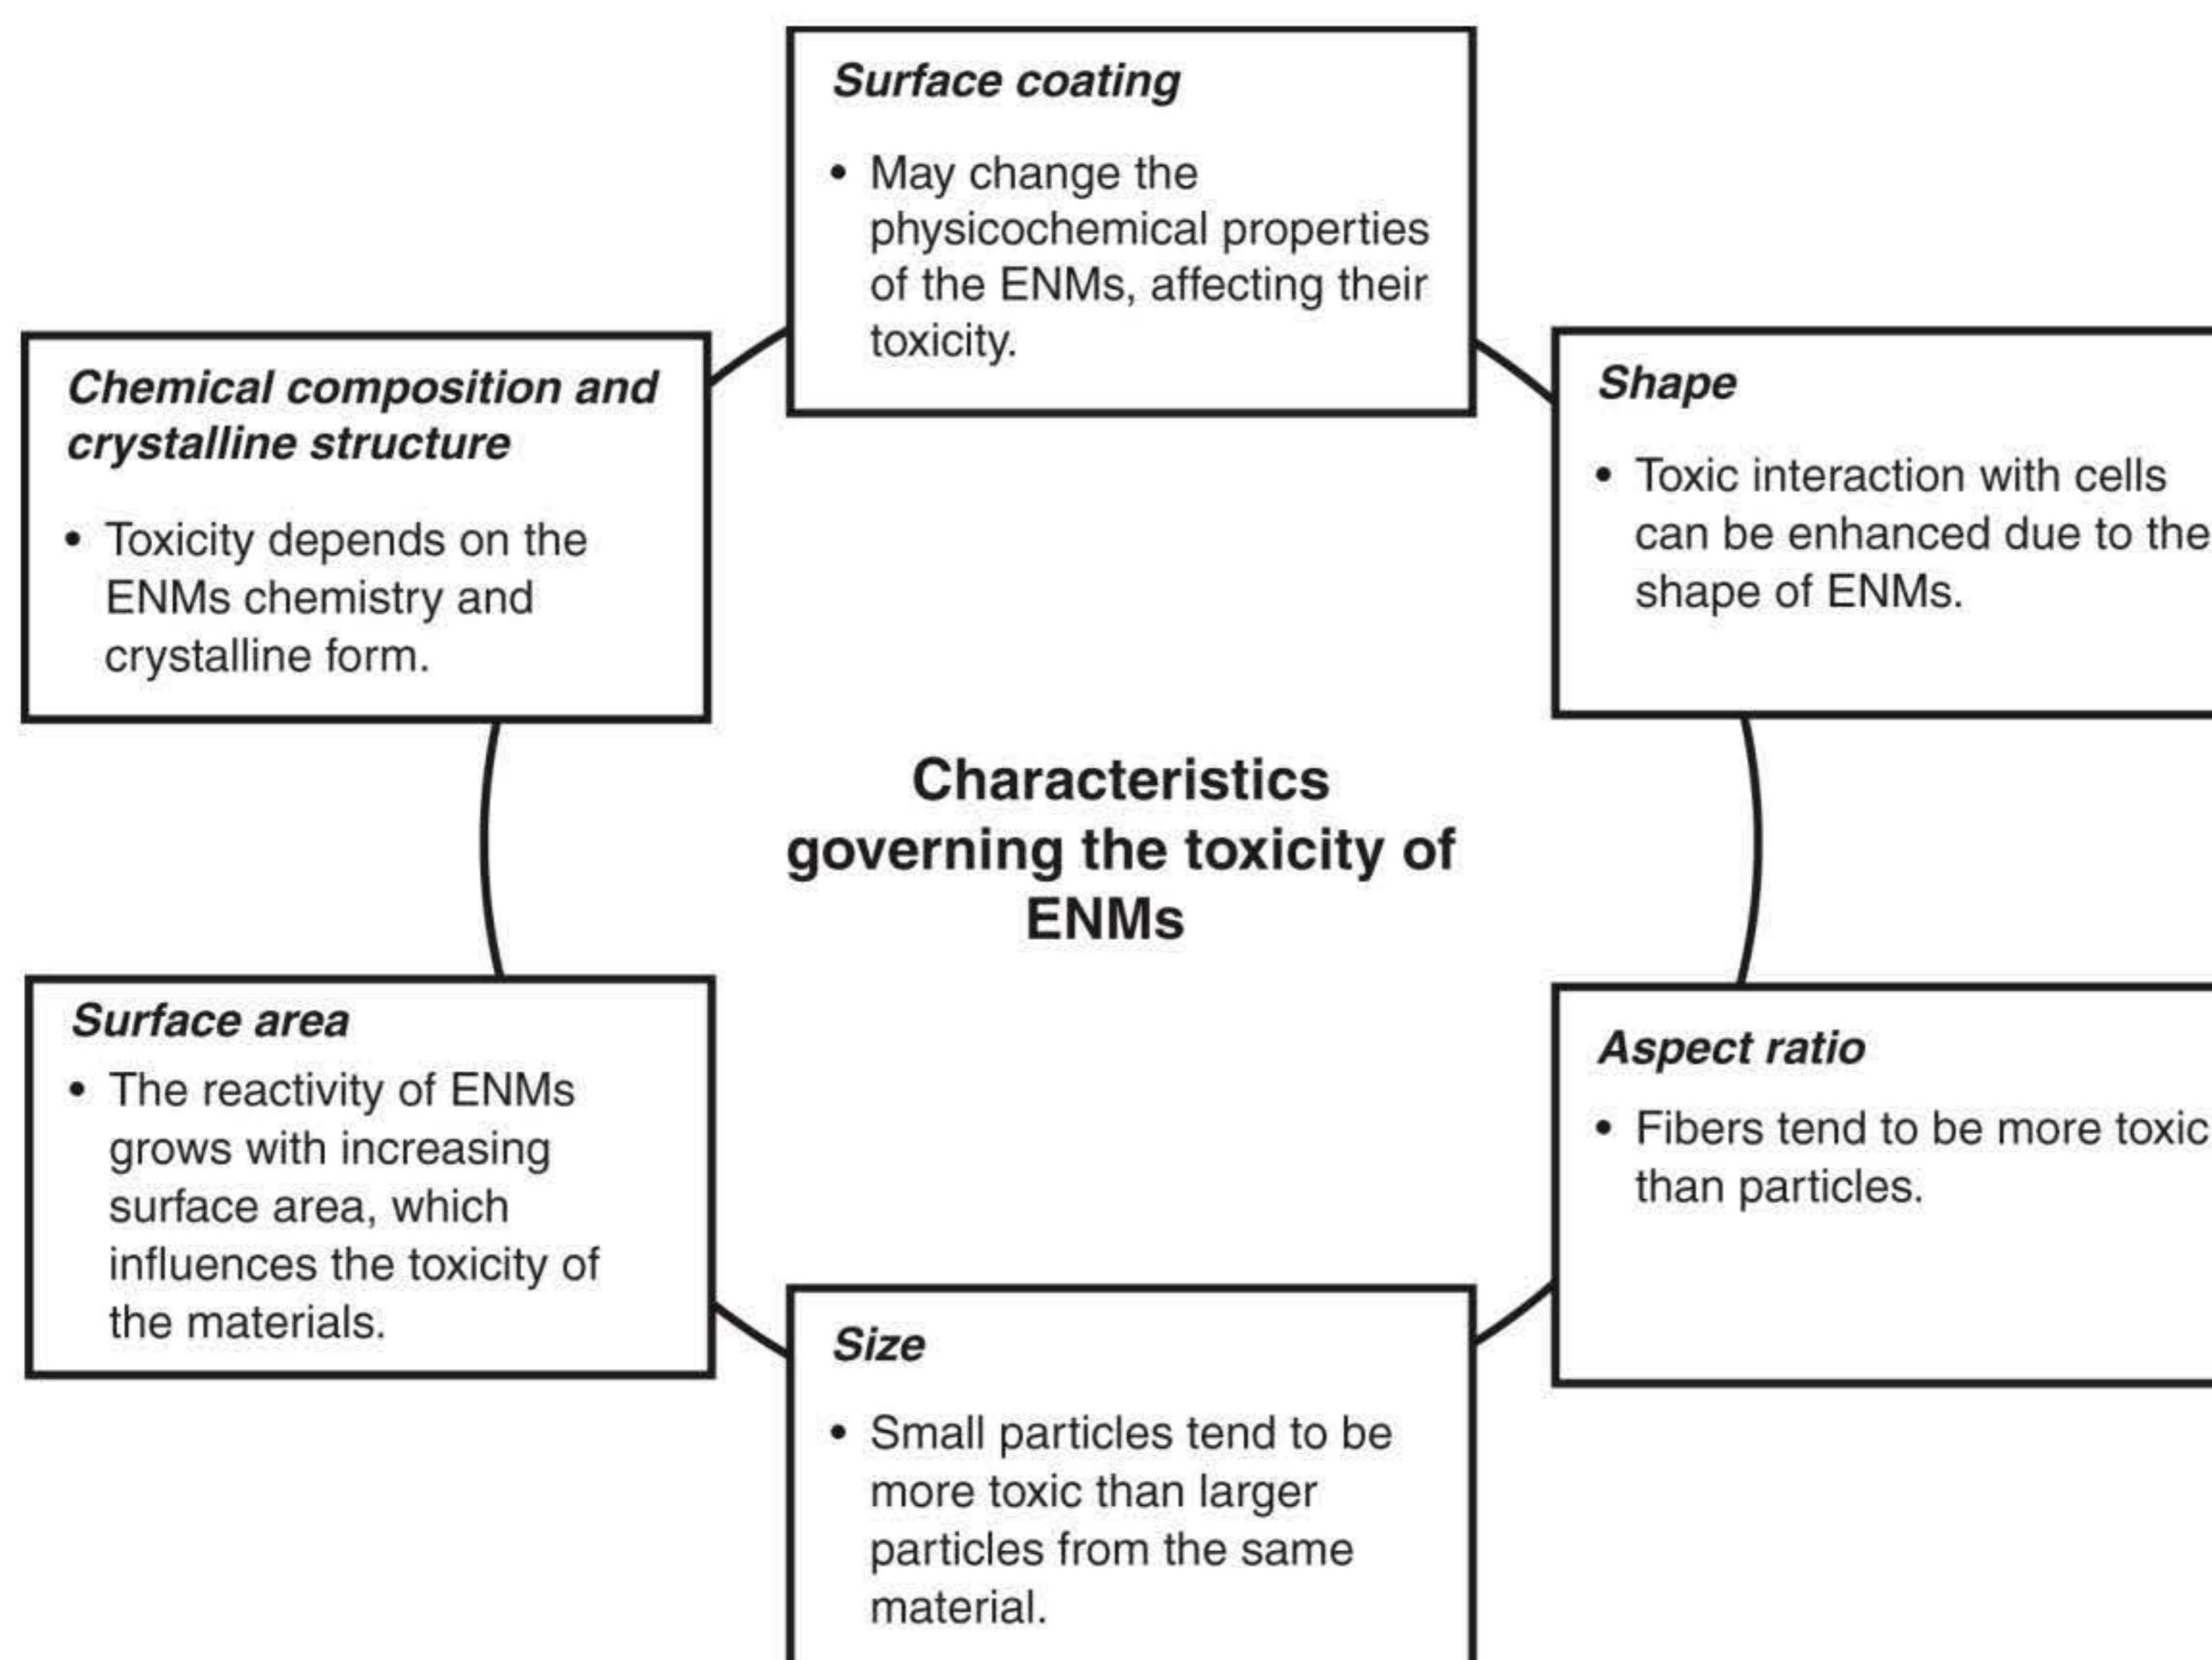 Surface coating
• May change the
physicochemical properties
of the ENMs, affecting their
toxicity.
Chemical composition and
crystalline structure
• Toxicity depends on the
ENMs chemistry and
crystalline form.
Shape
• Toxic interaction with cells
can be enhanced due to the
shape of ENMs.
Characteristics
governing the toxicity of
ENMs
Surface area
• The reactivity of ENMs
grows with increasing
surface area, which
influences the toxicity of
the materials.
Aspect ratio
• Fibers tend to be more toxic
than particles.
Size
• Small particles tend to be
more toxic than larger
particles from the same
material.